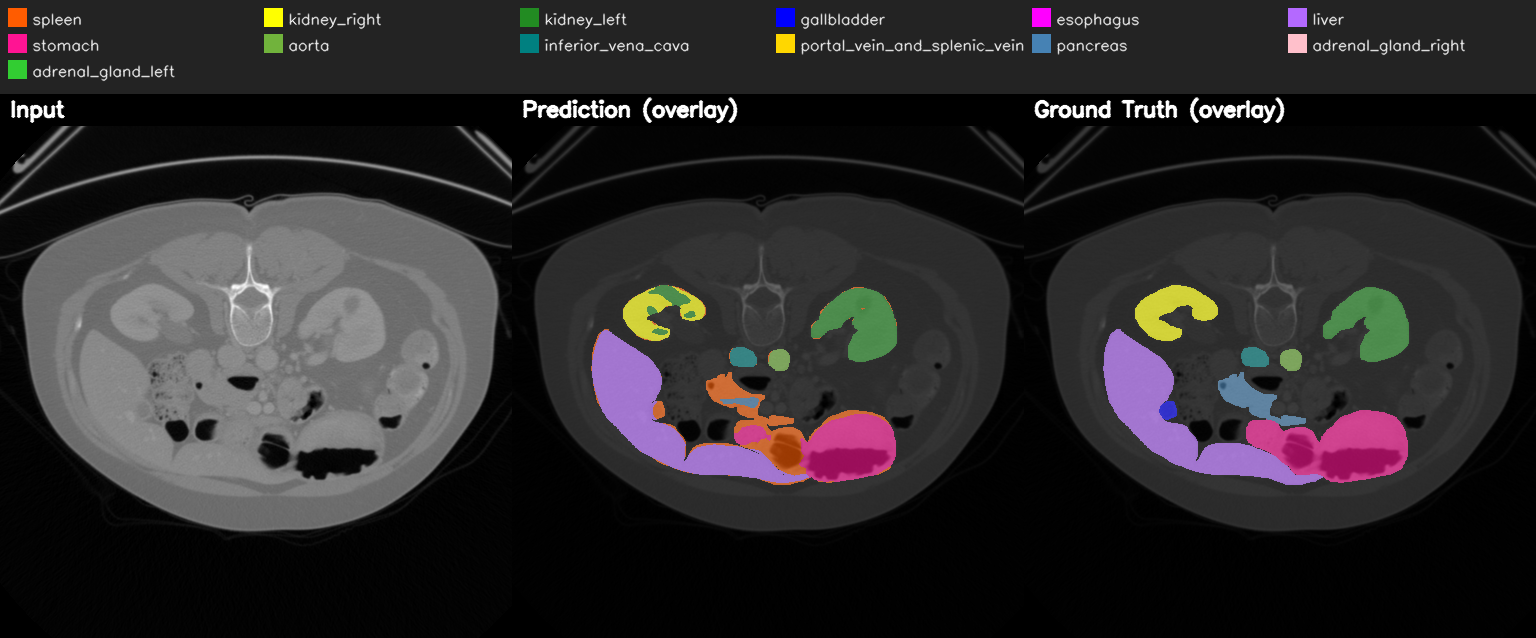 spleen kidney_right kidney_left gallbladder esophagus liver
stomach aorta inferior_vena_cava portal_vein_and_splenic_vein pancreas adrenal_gland_right
adrenal_gland_left
Input Prediction (overlay) Ground Truth (overlay)